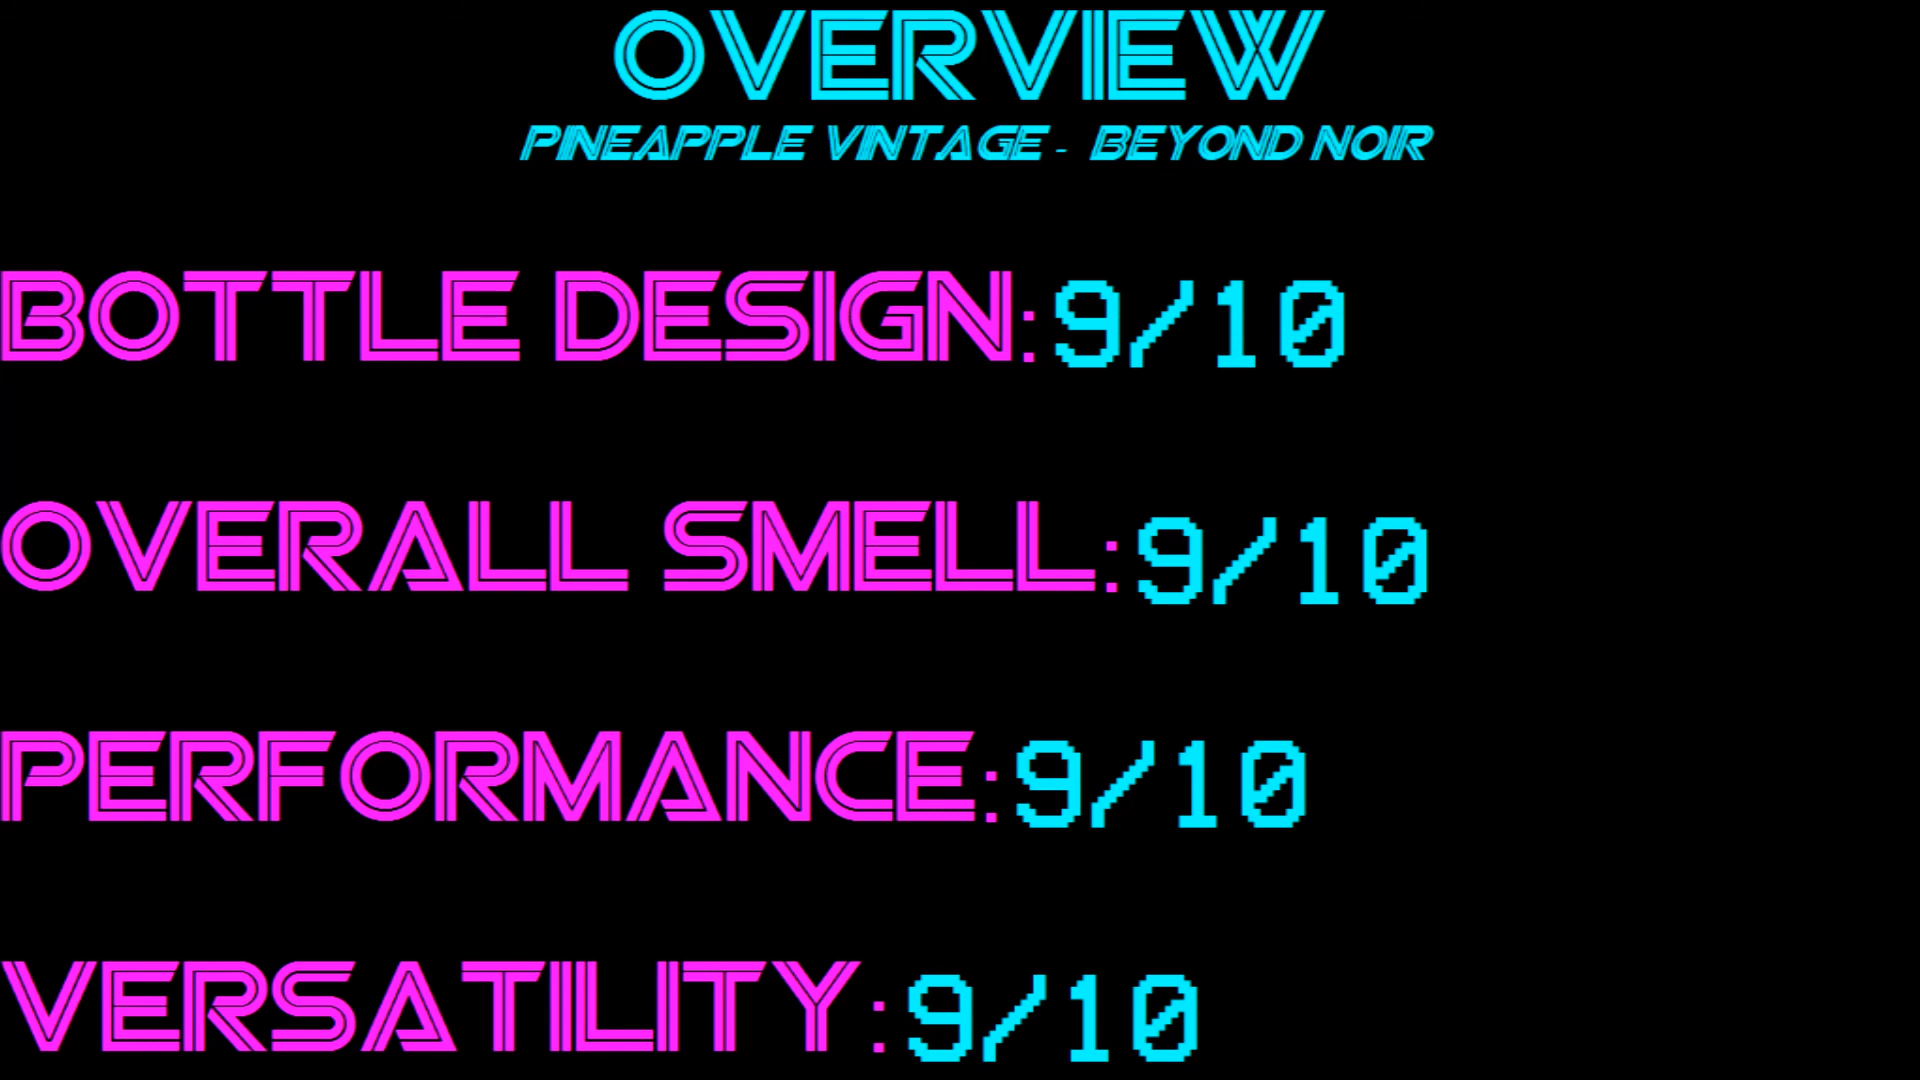 OVERVIEW
PINEAPPLE VINTAGE - BEYOND NOIR
BOTTLE DESIGN: 9/10
OVERALL SMELL: 9/10
PERFORMANCE: 9/10
VERSATILITY: 9/10